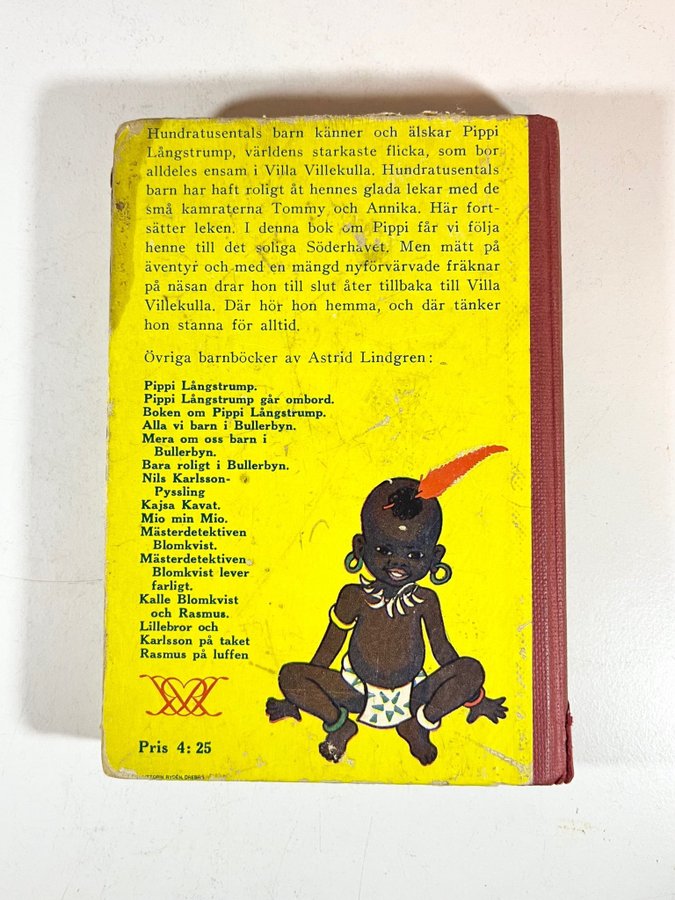 Hundratusentals barn känner och älskar Pippi
Långstrump, världens starkaste flicka, som bor
alldeles ensam i Villa Villekulla. Hundratusentals
barn har haft roligt åt hennes glada lekar med de
små kamraterna Tommy och Annika. Här fort-
sätter leken. I denna bok om Pippi får vi följa
henne till det soliga Söderhavet. Men mätt på
äventyr och med en mängd nyförvärvade fräknar
på näsan drar hon till slut åter tillbaka till Villa
Villekulla. Där hör hon hemma, och där tänker
hon stanna för alltid.
Övriga barnböcker av Astrid Lindgren:
Pippi Långstrump.
Pippi Långstrump går ombord.
Boken om Pippi Långstrump.
Alla vi barn i Bullerbyn.
Mera om oss barn i
Bullerbyn.
Bara roligt i Bullerbyn.
Nils Karlsson-
Pyssling
Kajsa Kavat.
Mio min Mio.
Mästerdetektiven
Blomkvist.
Mästerdetektiven
Blomkvist lever
farligt.
Kalle Blomkvist
och Rasmus.
Lillebror och
Karlsson på taket
Rasmus på luffen
Pris 4: 25